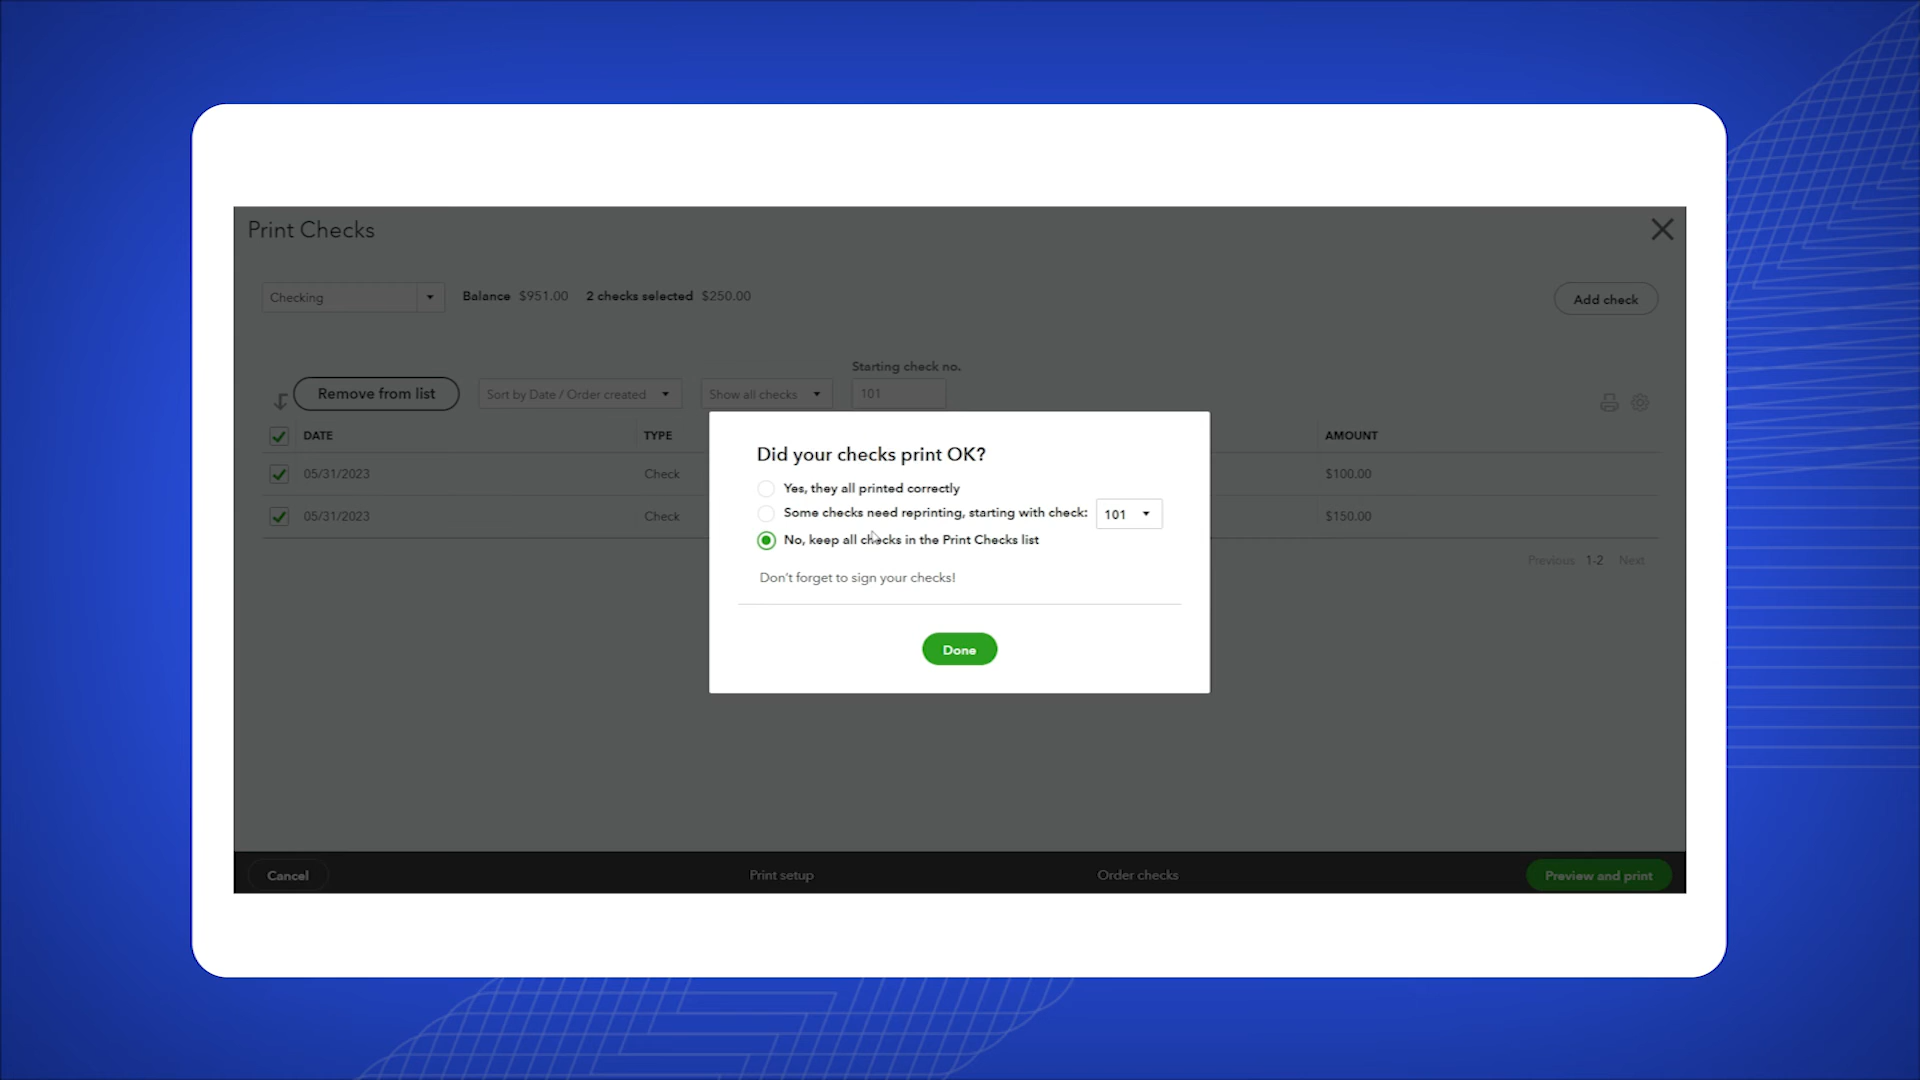 Print Checks
Checking
Balance $951.00 2 checks selected $250.00
Add check
Starting check no.
Remove from list
Sort by Date / Order created
Show all checks
101
DATE TYPE AMOUNT
05/31/2023 Check $100.00
05/31/2023 Check $150.00
Previous 1-2 Next
Did your checks print OK?
Yes, they all printed correctly
Some checks need reprinting, starting with check: 101
No, keep all checks in the Print Checks list
Don't forget to sign your checks!
Done
Cancel Print setup Order checks Preview and print